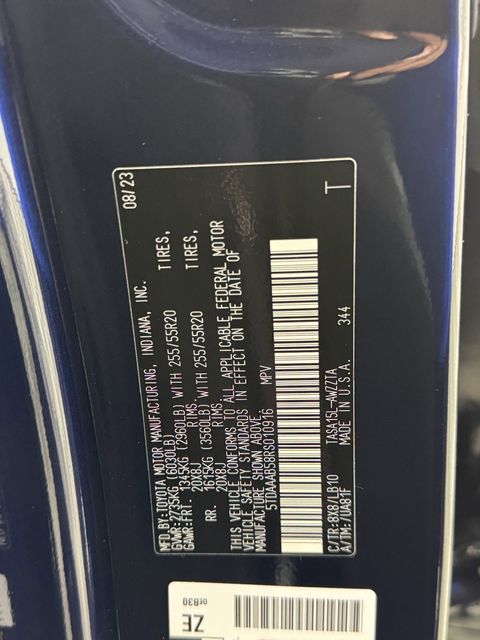 MFD.BY:TOYOTA MOTOR MANUFACTURING, INDIANA, INC. 08/23
GVWR:2735KG (6030LB)
GAWR:FRT. 1345KG (2960LB) WITH 255/55R20 TIRES,
20X8J RIMS.
RR. 1615KG (3560LB) WITH 255/55R20 TIRES,
20X8J RIMS.
THIS VEHICLE CONFORMS TO ALL APPLICABLE FEDERAL MOTOR
VEHICLE SAFETY STANDARDS IN EFFECT ON THE DATE OF
MANUFACTURE SHOWN ABOVE.
5TDAAAB58RS010916 MPV
C/TR:8X8/LB10 TASA15L-AWZZ1A T
A/TM:/UA81F MADE IN U.S.A. 344
ZE
0EB30